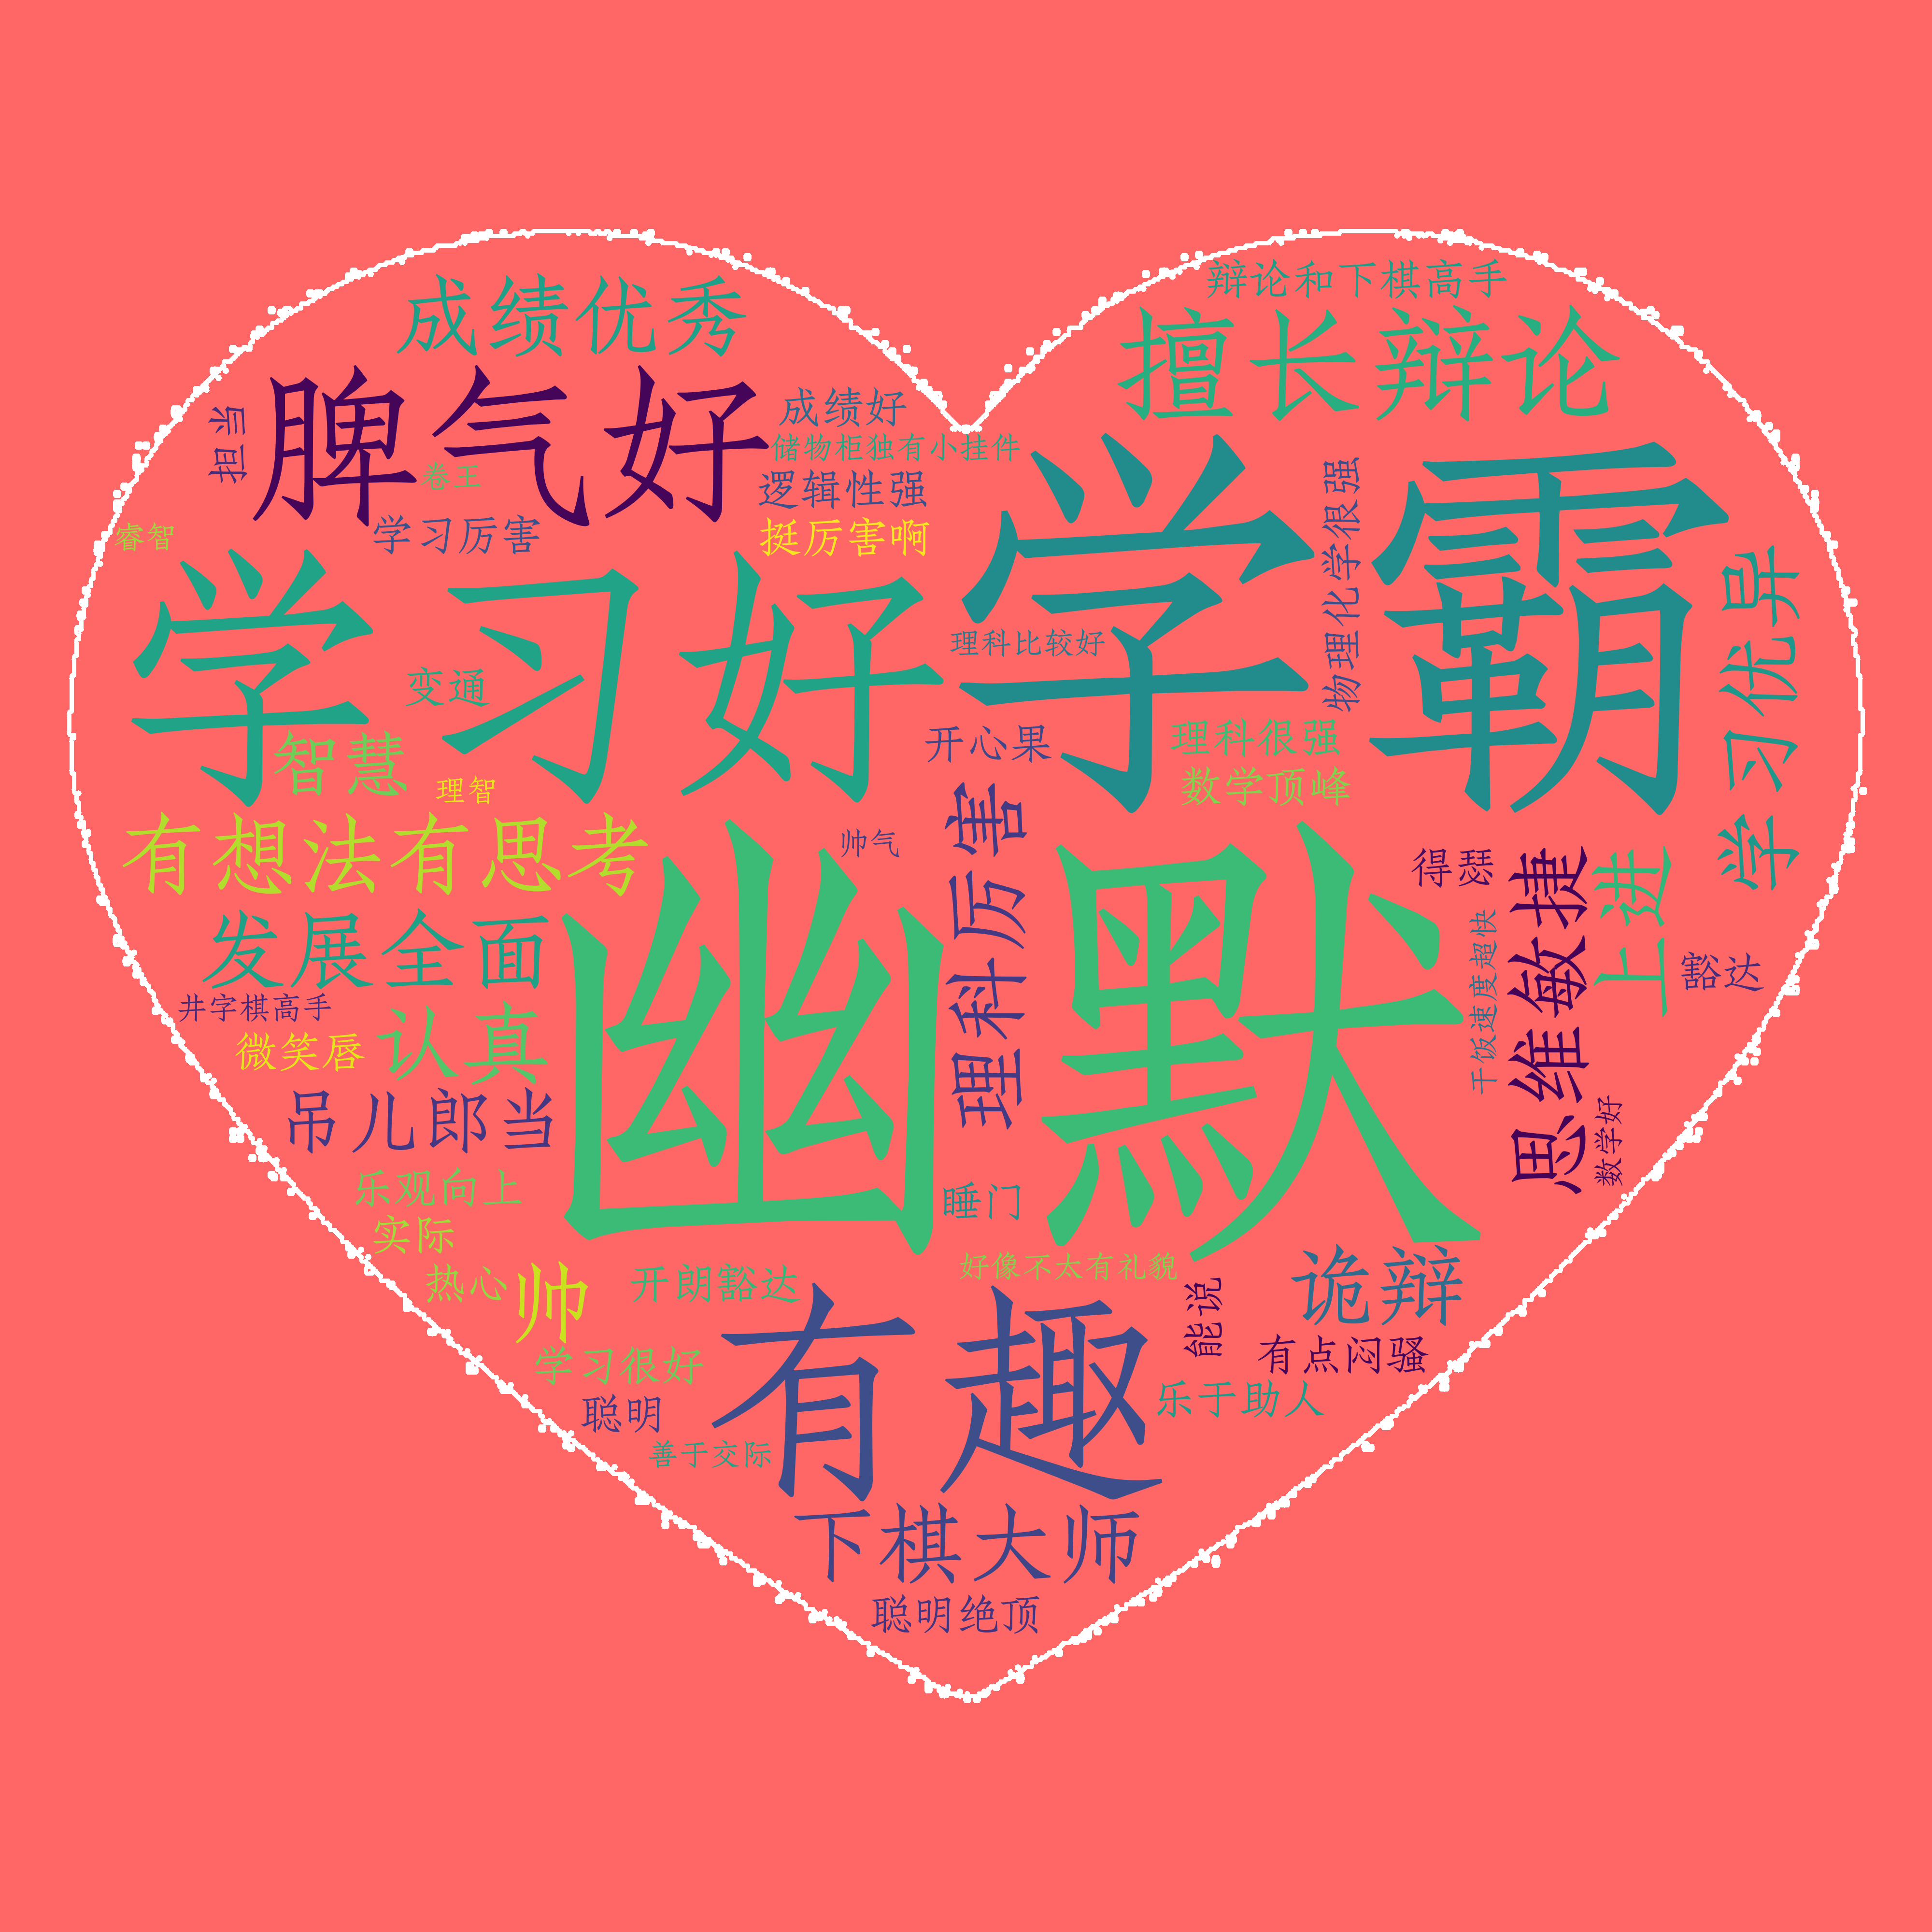 辩论和下棋高手
成绩优秀
擅长辩论
脾气好
担当
成绩好
储物柜独有小挂件
卷王
逻辑性强
学霸
物理化学很强
睿智
学习厉害
挺厉害啊
学习好
学习优异
理科比较好
变通
智慧
开心果
理科很强
数学顶峰
理智
有想法有思考
帅气
理科厉害
幽默
得瑟
思维敏捷
上进
发展全面
干饭速度超快
豁达
井字棋高手
微笑唇
认真
吊儿郎当
数学好
乐观向上
睡门
实际
热心
帅
开朗豁达
好像不太有礼貌
诡辩
能说
有趣
学习很好
有点闷骚
聪明
乐于助人
善于交际
下棋大师
聪明绝顶